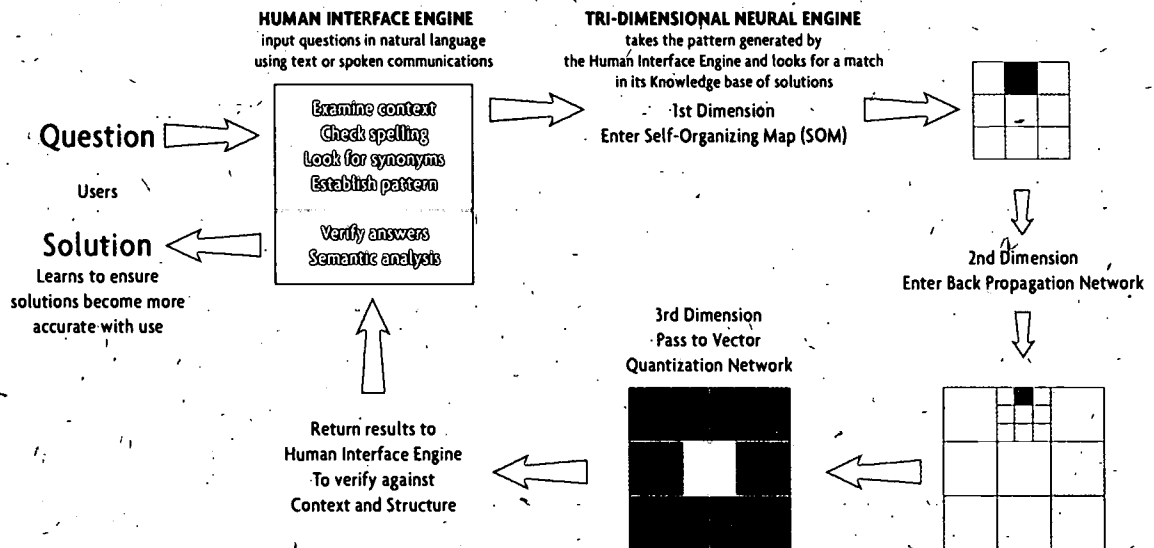 HUMAN INTERFACE ENGINE
input questions in natural language
using text or spoken communications
TRI-DIMENSIONAL NEURAL ENGINE
takes the pattern generated by
the Human Interface Engine and looks for a match
in its Knowledge base of solutions
1st Dimension
Enter Self-Organizing Map (SOM)
Question
Users
Solution
Learns to ensure
solutions become more
accurate with use
Examine context
Check spelling
Look for synonyms
Establish pattern
Verify answers
Semantic analysis
2nd Dimension
Enter Back Propagation Network
3rd Dimension
Pass to Vector
Quantization Network
Return results to
Human Interface Engine
To verify against
Context and Structure